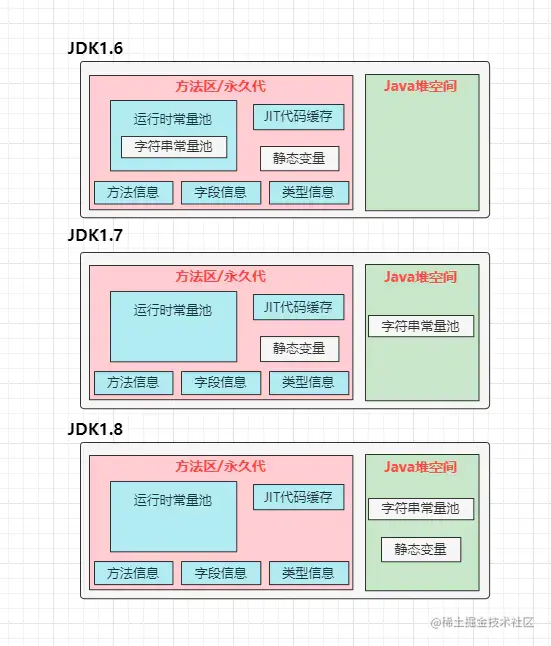 JDK1.6
方法区/永久代
Java堆空间
运行时常量池
JIT代码缓存
字符串常量池
静态变量
方法信息
字段信息
类型信息
JDK1.7
方法区/永久代
Java堆空间
运行时常量池
JIT代码缓存
字符串常量池
静态变量
方法信息
字段信息
类型信息
JDK1.8
方法区/永久代
Java堆空间
运行时常量池
JIT代码缓存
字符串常量池
静态变量
方法信息
字段信息
类型信息
@稀土掘金技术社区